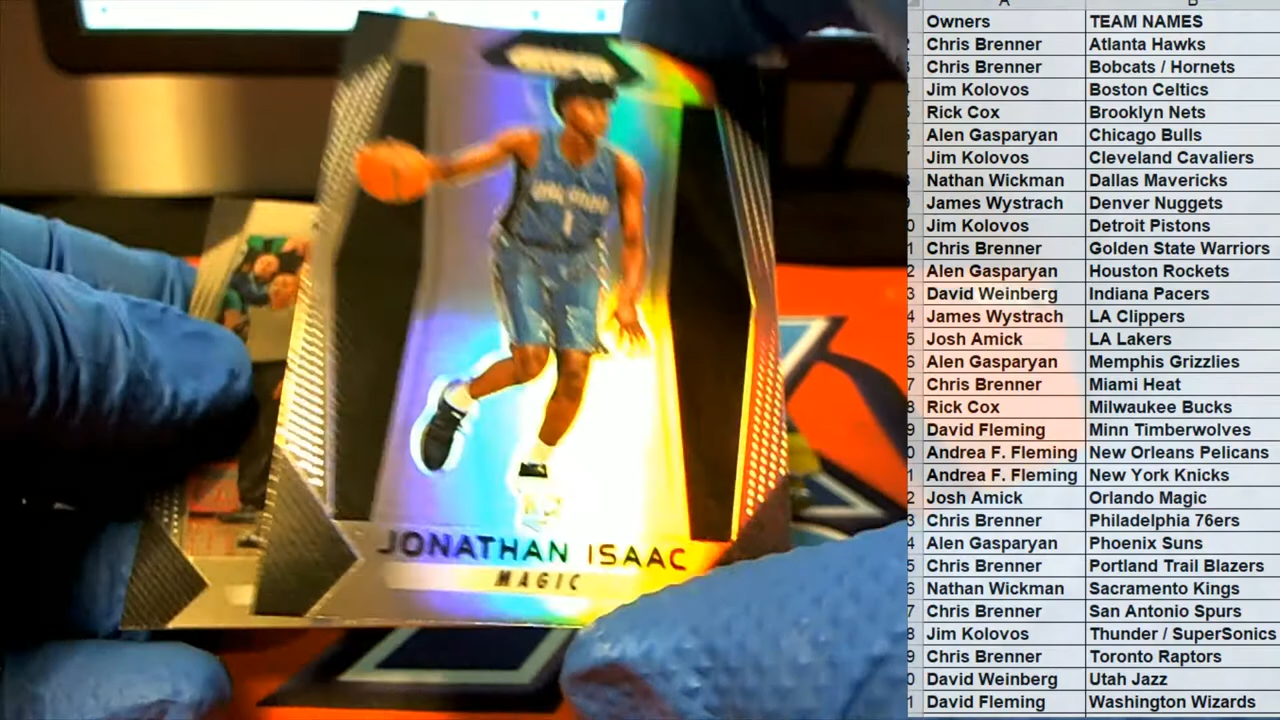 A B
Owners TEAM NAMES
Chris Brenner Atlanta Hawks
Chris Brenner Bobcats / Hornets
Jim Kolovos Boston Celtics
Rick Cox Brooklyn Nets
Alen Gasparyan Chicago Bulls
Jim Kolovos Cleveland Cavaliers
Nathan Wickman Dallas Mavericks
James Wystrach Denver Nuggets
Jim Kolovos Detroit Pistons
Chris Brenner Golden State Warriors
Alen Gasparyan Houston Rockets
David Weinberg Indiana Pacers
James Wystrach LA Clippers
Josh Amick LA Lakers
Alen Gasparyan Memphis Grizzlies
Chris Brenner Miami Heat
Rick Cox Milwaukee Bucks
David Fleming Minn Timberwolves
Andrea F. Fleming New Orleans Pelicans
Andrea F. Fleming New York Knicks
Josh Amick Orlando Magic
Chris Brenner Philadelphia 76ers
Alen Gasparyan Phoenix Suns
Chris Brenner Portland Trail Blazers
Nathan Wickman Sacramento Kings
Chris Brenner San Antonio Spurs
Jim Kolovos Thunder / SuperSonics
Chris Brenner Toronto Raptors
David Weinberg Utah Jazz
David Fleming Washington Wizards
ORLANDO
1
JONATHAN ISAAC
MAGIC